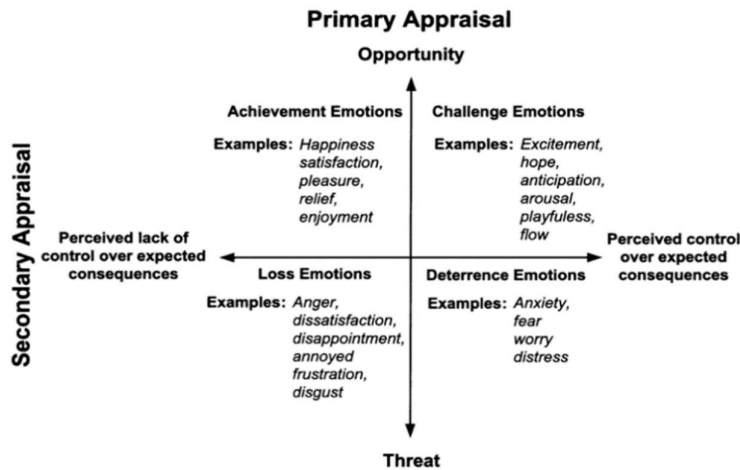 Primary Appraisal
Opportunity
Achievement Emotions
Examples: Happiness
satisfaction,
pleasure,
relief,
enjoyment
Challenge Emotions
Examples: Excitement,
hope,
anticipation,
arousal,
playfuless,
flow
Secondary Appraisal
Perceived lack of
control over expected
consequences
Perceived control
over expected
consequences
Loss Emotions
Examples: Anger,
dissatisfaction,
disappointment,
annoyed
frustration,
disgust
Deterrence Emotions
Examples: Anxiety,
fear
worry
distress
Threat